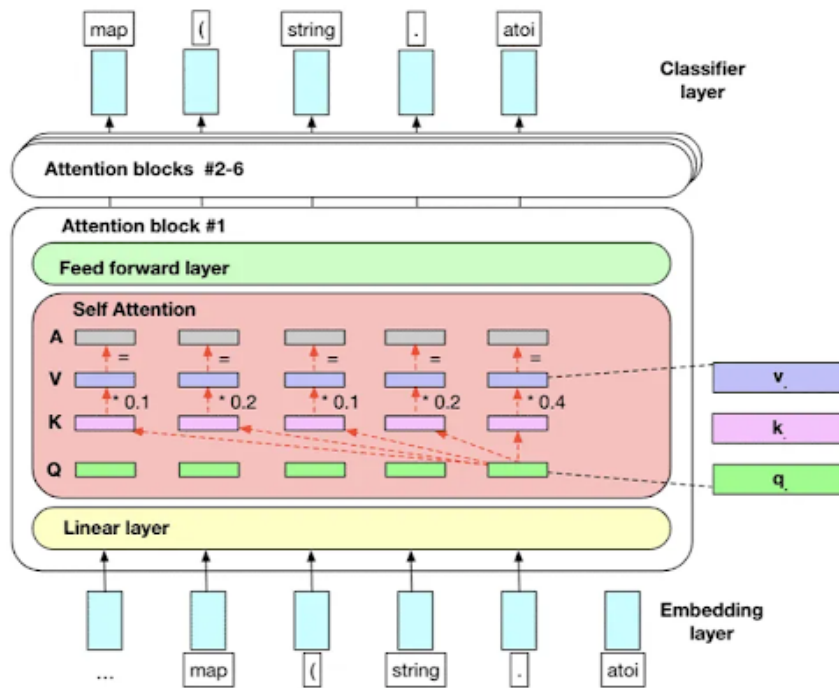 map ( string . atoi
Classifier
layer
Attention blocks #2-6
Attention block #1
Feed forward layer
Self Attention
A
= = = = =
V
v.
* 0.1 * 0.2 * 0.1 * 0.2 * 0.4
K
k.
Q
q.
Linear layer
Embedding
layer
... map ( string . atoi